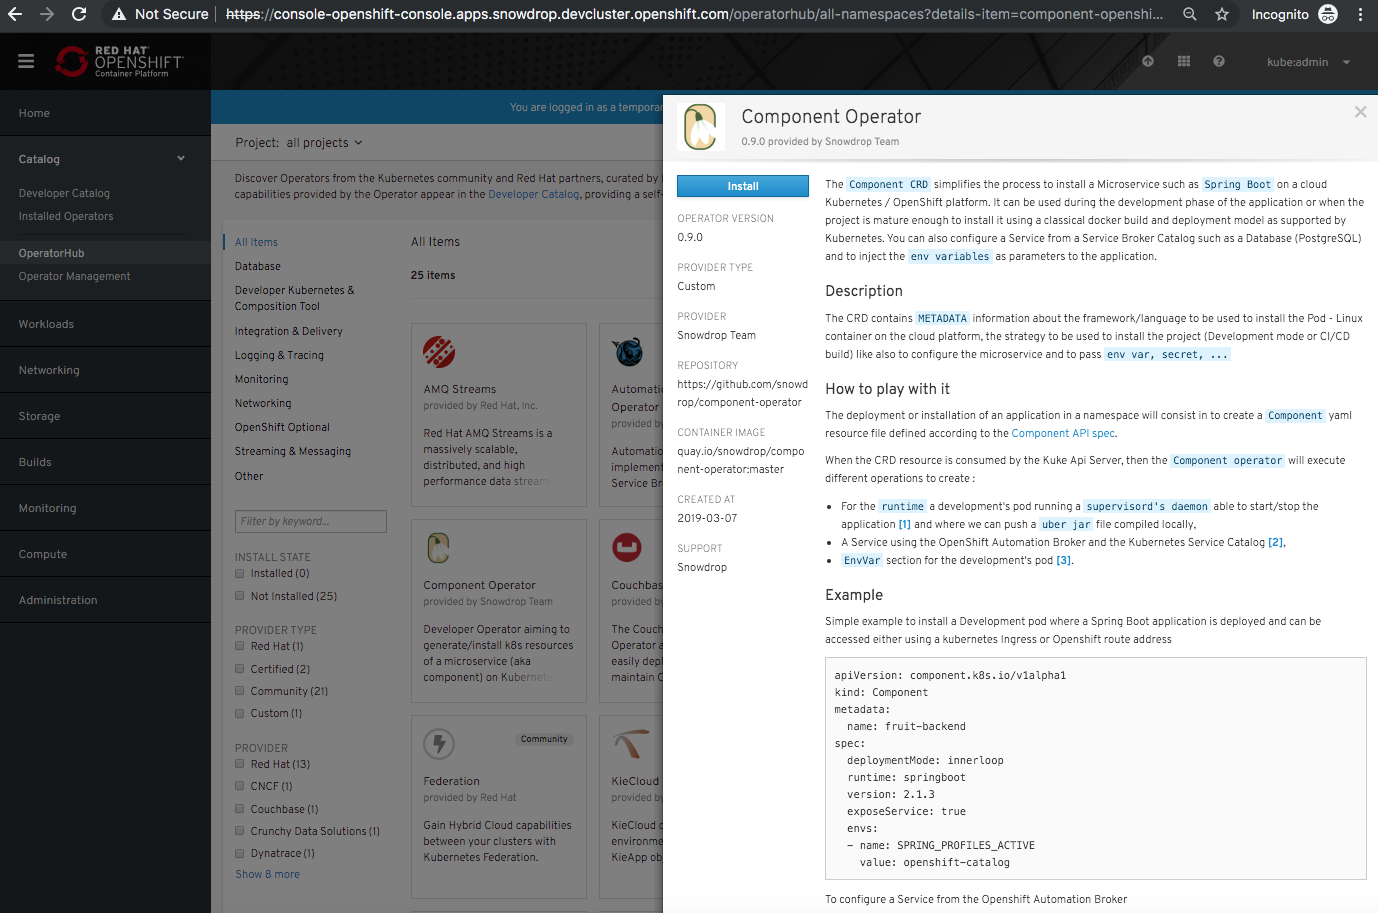 Not Secure
https://console-openshift-console.apps.snowdrop.devcluster.openshift.com/operatorhub/all-namespaces?details-item=component-openshi...
Incognito
RED HAT
OPENSHIFT
Container Platform
kube:admin
Home
Catalog
Developer Catalog
Installed Operators
OperatorHub
Operator Management
Workloads
Networking
Storage
Builds
Monitoring
Compute
Administration
You are logged in as a temporar
Project: all projects
Discover Operators from the Kubernetes community and Red Hat partners, curated by
capabilities provided by the Operator appear in the Developer Catalog, providing a self-
All Items
Database
Developer Kubernetes &
Composition Tool
Integration & Delivery
Logging & Tracing
Monitoring
Networking
OpenShift Optional
Streaming & Messaging
Other
Filter by keyword...
INSTALL STATE
Installed (0)
Not Installed (25)
PROVIDER TYPE
Red Hat (1)
Certified (2)
Community (21)
Custom (1)
PROVIDER
Red Hat (13)
CNCF (1)
Couchbase (1)
Crunchy Data Solutions (1)
Dynatrace (1)
Show 8 more
All Items
25 items
AMQ Streams
provided by Red Hat, Inc.
Red Hat AMQ Streams is a
massively scalable,
distributed, and high
performance data stream
Automatio
Operator
provided by
Automatio
implemen
Service Br
Component Operator
provided by Snowdrop Team
Developer Operator aiming to
generate/install k8s resources
of a microservice (aka
component) on Kubernete
Couchbas
provided by
The Couch
Operator a
easily depl
maintain C
Community
Federation
provided by Red Hat
Gain Hybrid Cloud capabilities
between your clusters with
Kubernetes Federation.
KieCloud
provided by
KieCloud o
environme
KieApp obj
Component Operator
0.9.0 provided by Snowdrop Team
Install
OPERATOR VERSION
0.9.0
PROVIDER TYPE
Custom
PROVIDER
Snowdrop Team
REPOSITORY
https://github.com/snowd
rop/component-operator
CONTAINER IMAGE
quay.io/snowdrop/compo
nent-operator:master
CREATED AT
2019-03-07
SUPPORT
Snowdrop
The Component CRD simplifies the process to install a Microservice such as Spring Boot on a cloud
Kubernetes / OpenShift platform. It can be used during the development phase of the application or when the
project is mature enough to install it using a classical docker build and deployment model as supported by
Kubernetes. You can also configure a Service from a Service Broker Catalog such as a Database (PostgreSQL)
and to inject the env variables as parameters to the application.
Description
The CRD contains METADATA information about the framework/language to be used to install the Pod - Linux
container on the cloud platform, the strategy to be used to install the project (Development mode or CI/CD
build) like also to configure the microservice and to pass env var, secret, ...
How to play with it
The deployment or installation of an application in a namespace will consist in to create a Component yaml
resource file defined according to the Component API spec.
When the CRD resource is consumed by the Kuke Api Server, then the Component operator will execute
different operations to create :
• For the runtime a development's pod running a supervisord's daemon able to start/stop the
application [1] and where we can push a uber jar file compiled locally,
• A Service using the OpenShift Automation Broker and the Kubernetes Service Catalog [2],
• EnvVar section for the development's pod [3].
Example
Simple example to install a Development pod where a Spring Boot application is deployed and can be
accessed either using a kubernetes Ingress or Openshift route address
apiVersion: component.k8s.io/v1alpha1
kind: Component
metadata:
name: fruit-backend
spec:
deploymentMode: innerloop
runtime: springboot
version: 2.1.3
exposeService: true
envs:
- name: SPRING_PROFILES_ACTIVE
value: openshift-catalog
To configure a Service from the Openshift Automation Broker